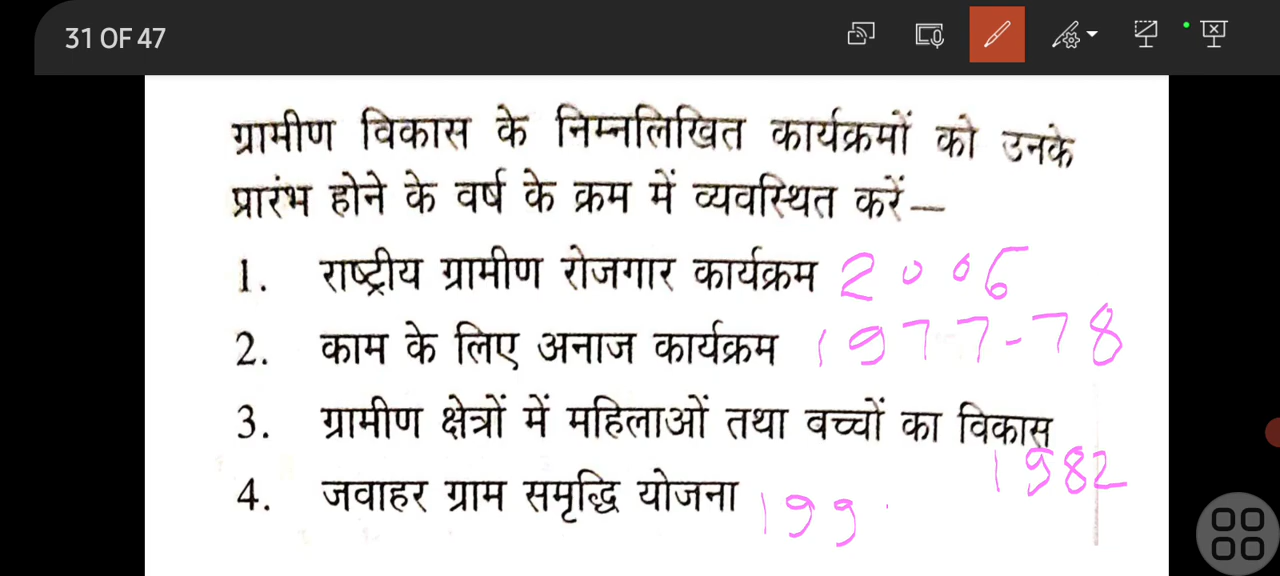 31 OF 47
ग्रामीण विकास के निम्नलिखित कार्यक्रमों को उनके
प्रारंभ होने के वर्ष के क्रम में व्यवस्थित करें—
1. राष्ट्रीय ग्रामीण रोजगार कार्यक्रम 2006
2. काम के लिए अनाज कार्यक्रम 1977-78
3. ग्रामीण क्षेत्रों में महिलाओं तथा बच्चों का विकास
1982
4. जवाहर ग्राम समृद्धि योजना 199